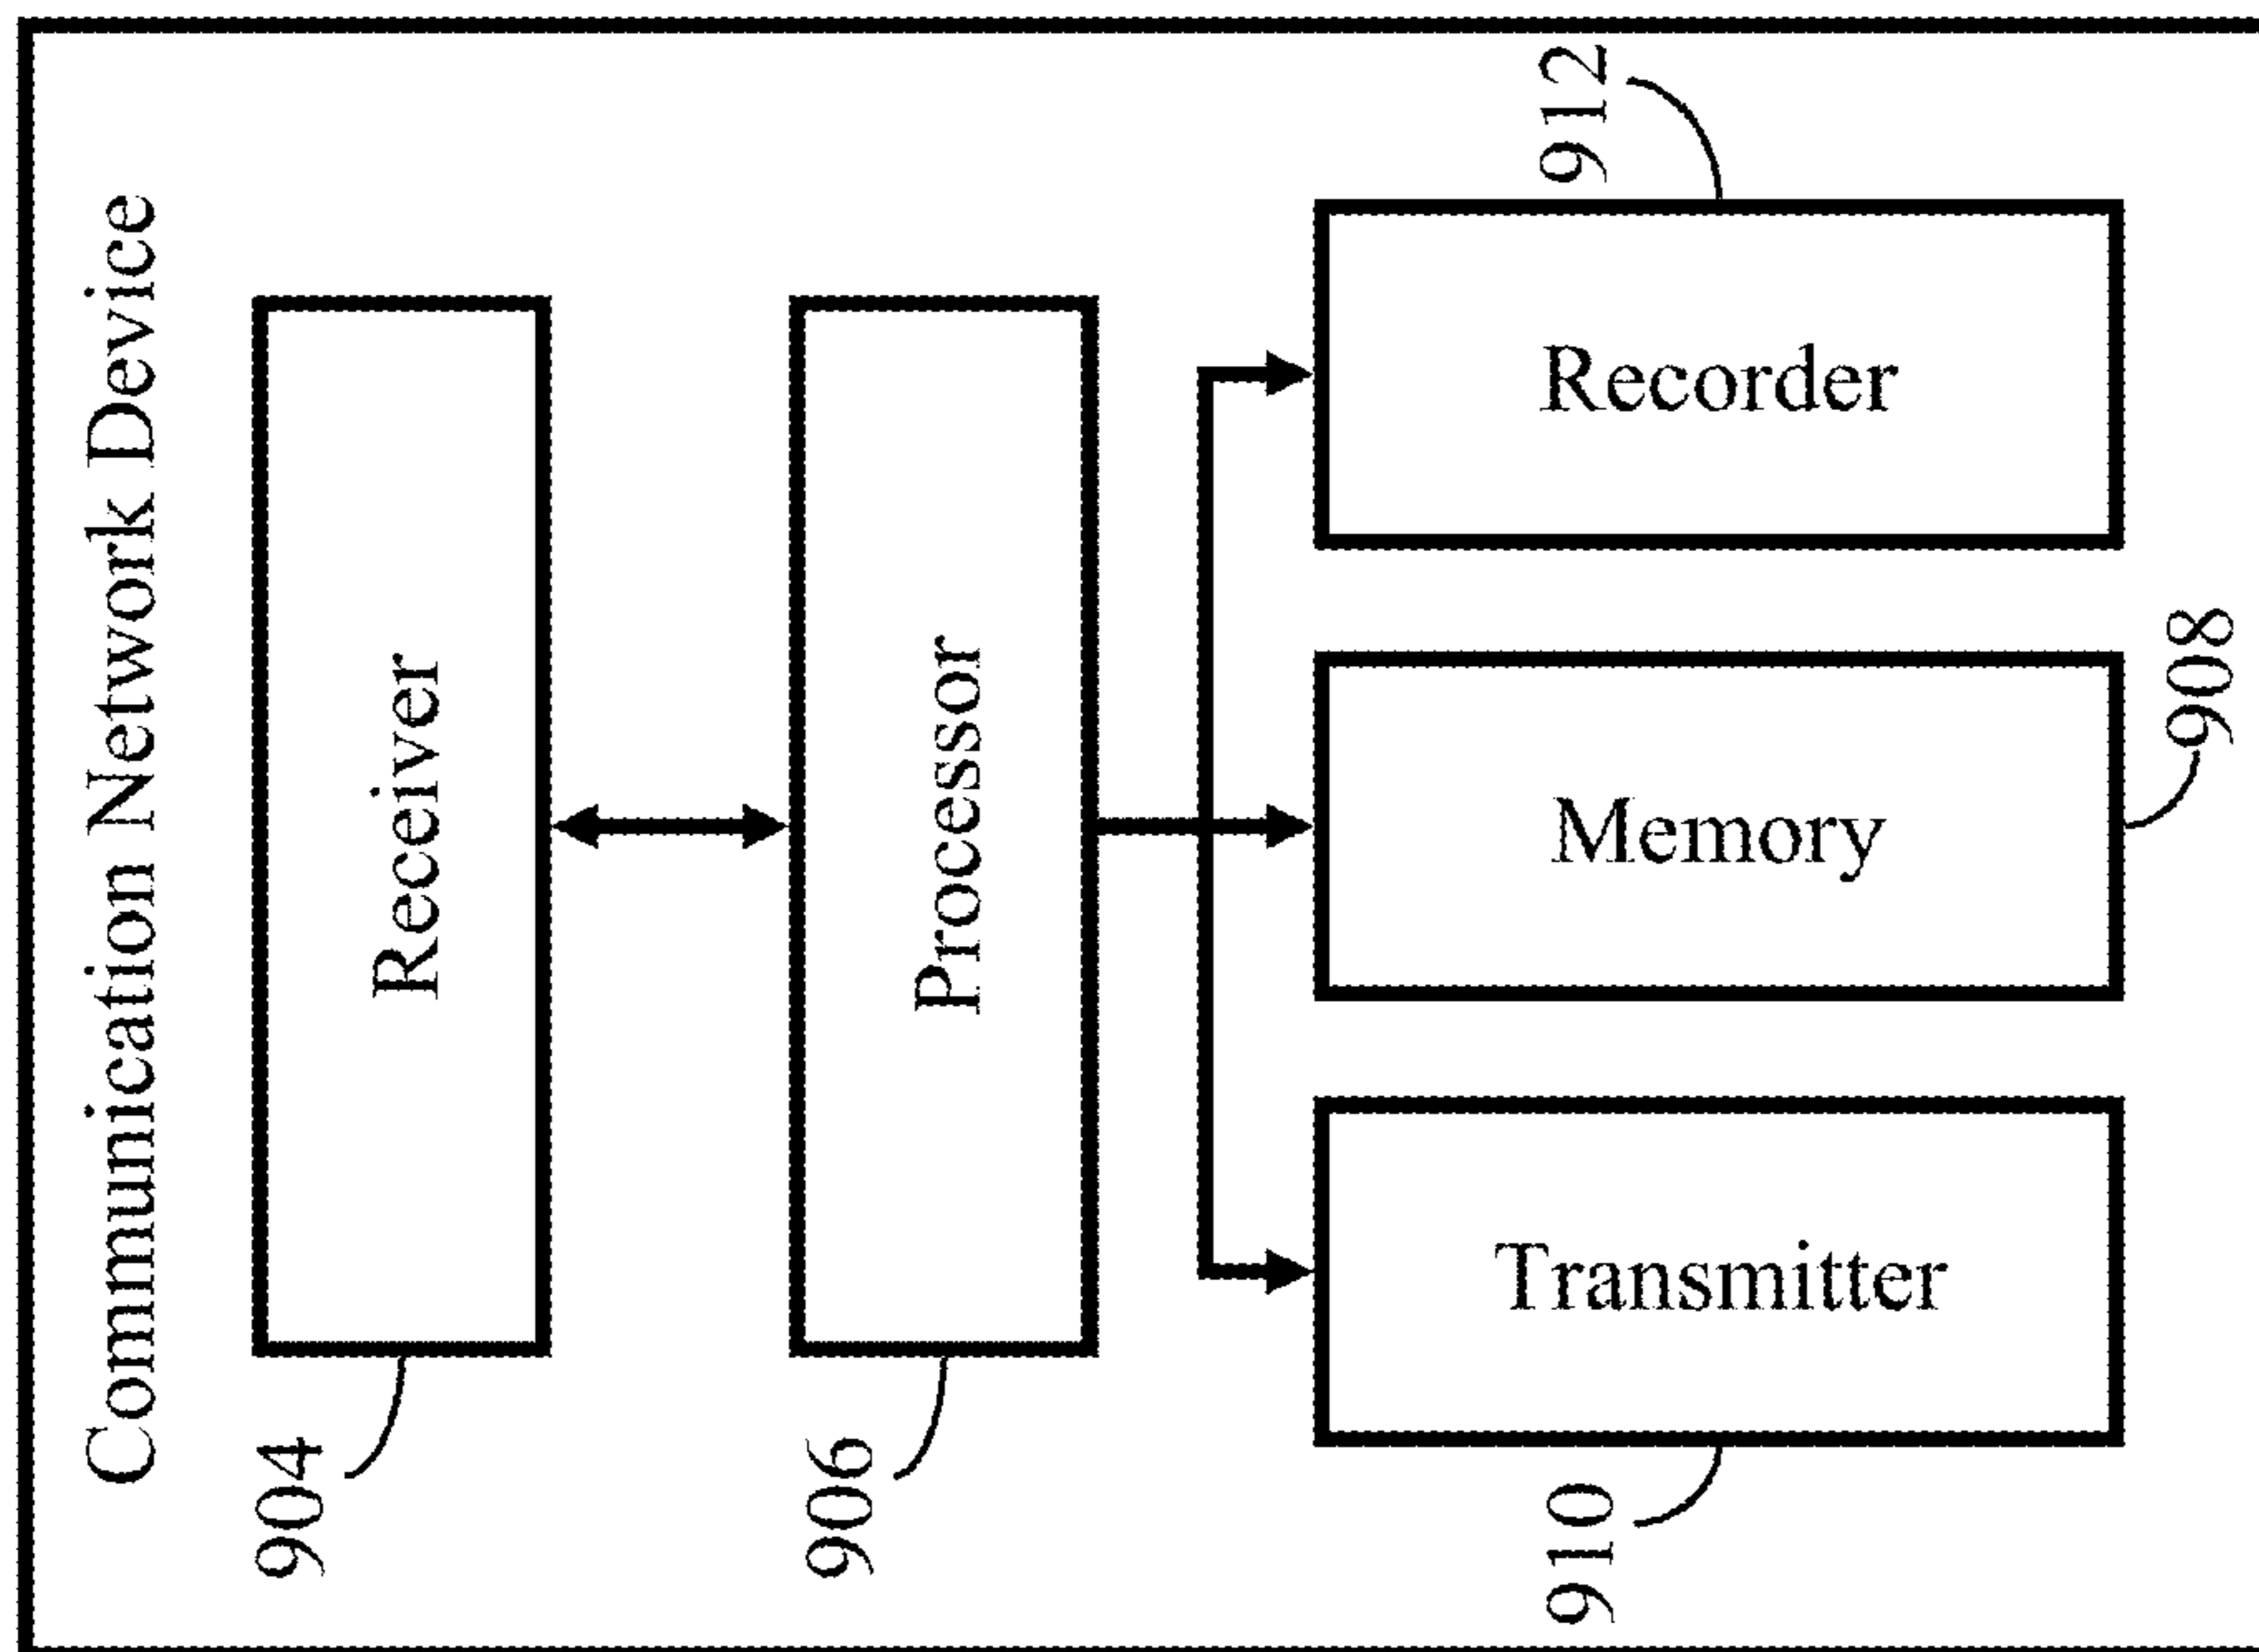 Communication Network Device
904
Receiver
906
Processor
910
Transmitter
Memory
908
Recorder
912